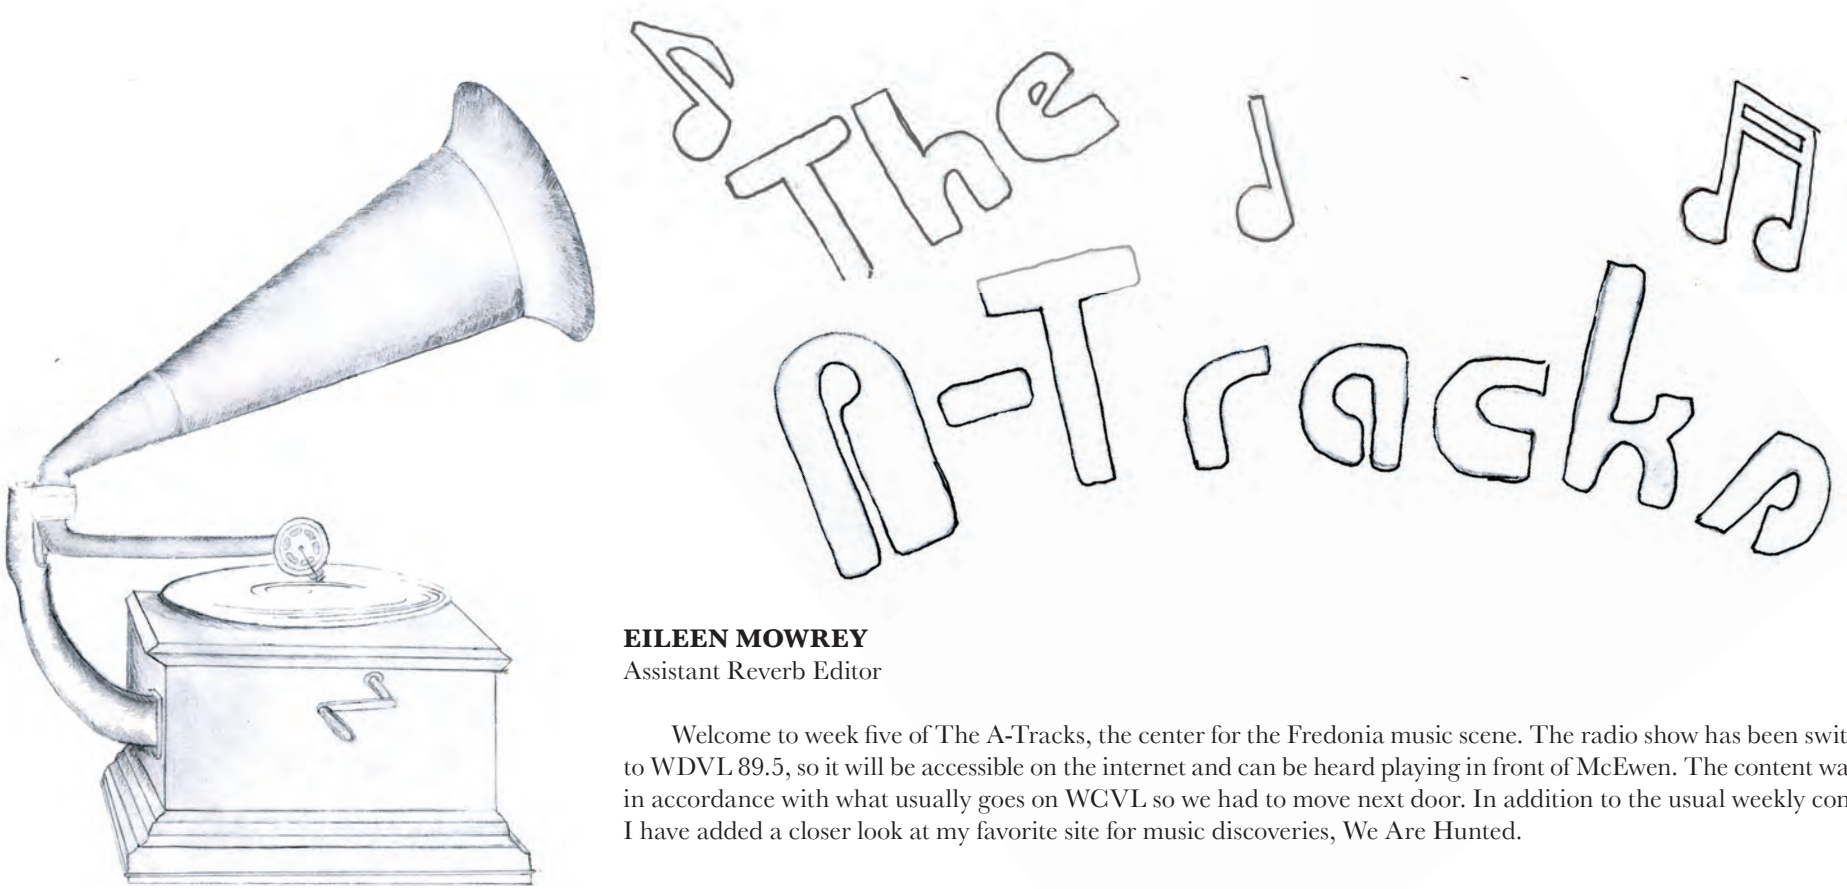 The
A-Tracks
EILEEN MOWREY
Assistant Reverb Editor
Welcome to week five of The A-Tracks, the center for the Fredonia music scene. The radio show has been swit
to WDVL 89.5, so it will be accessible on the internet and can be heard playing in front of McEwen. The content wa
in accordance with what usually goes on WCVL so we had to move next door. In addition to the usual weekly con
I have added a closer look at my favorite site for music discoveries, We Are Hunted.